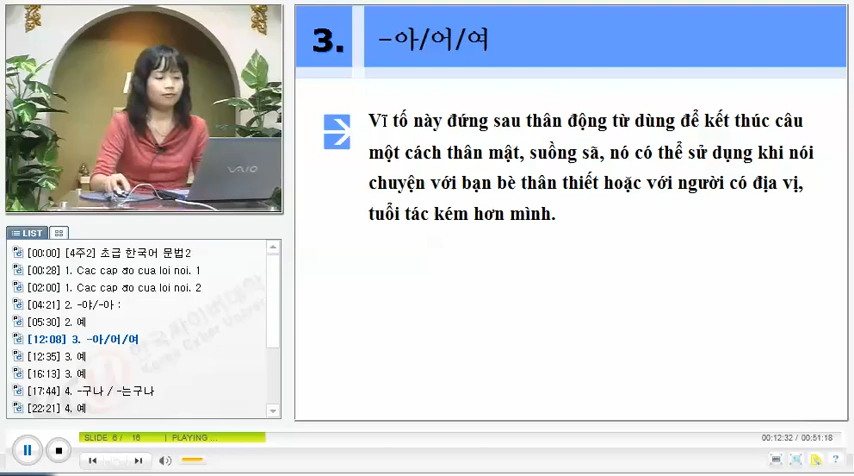 3. -아/어/여
Vĩ tố này đứng sau thân động từ dùng để kết thúc câu
một cách thân mật, suồng sã, nó có thể sử dụng khi nói
chuyện với bạn bè thân thiết hoặc với người có địa vị,
tuổi tác kém hơn mình.
VAIO
LIST
[00:00] [4주2] 초급 한국어 문법2
[00:28] 1. Cac cap đo cua loi noi. 1
[02:00] 1. Cac cap đo cua loi noi. 2
[04:21] 2. -야/-아 :
[05:30] 2. 예
[12:08] 3. -아/어/여
[12:35] 3. 예
[16:13] 3. 예
[17:44] 4. -구나 / -는구나
[22:21] 4. 예
SLIDE 6 / 16 | PLAYING ...
00:12:32 / 00:51:18